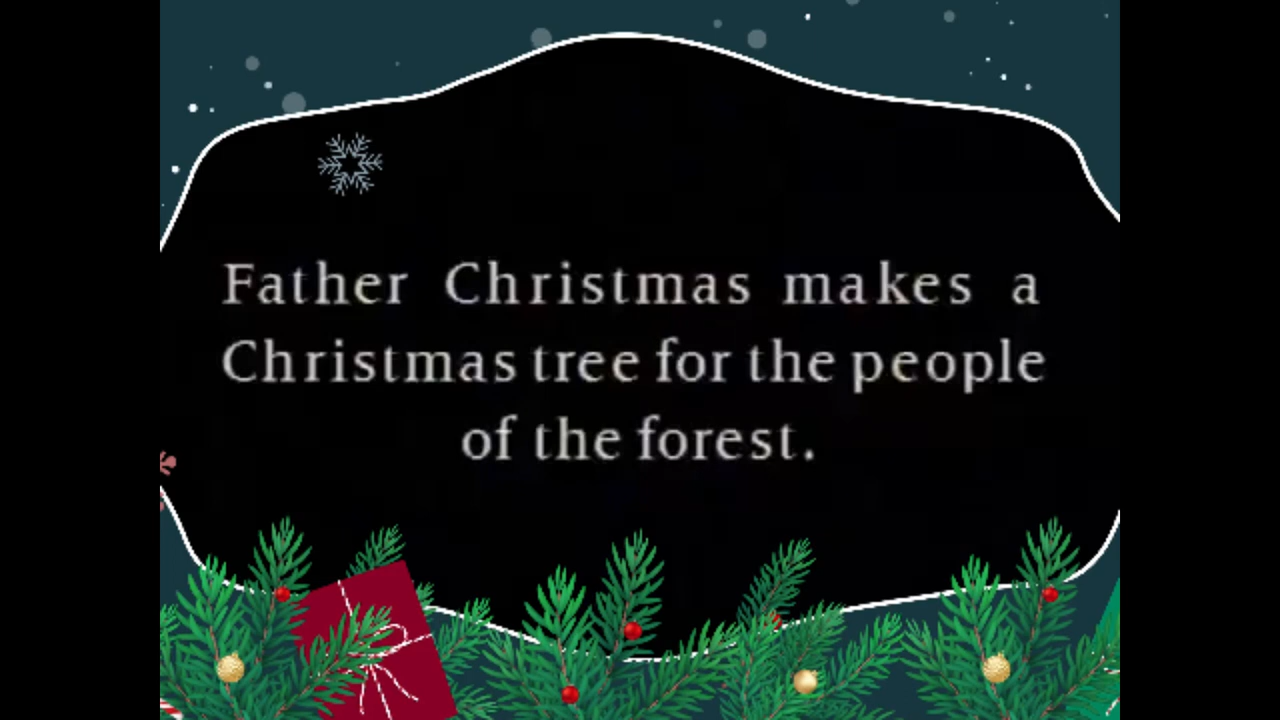 Father Christmas makes a
Christmas tree for the people
of the forest.